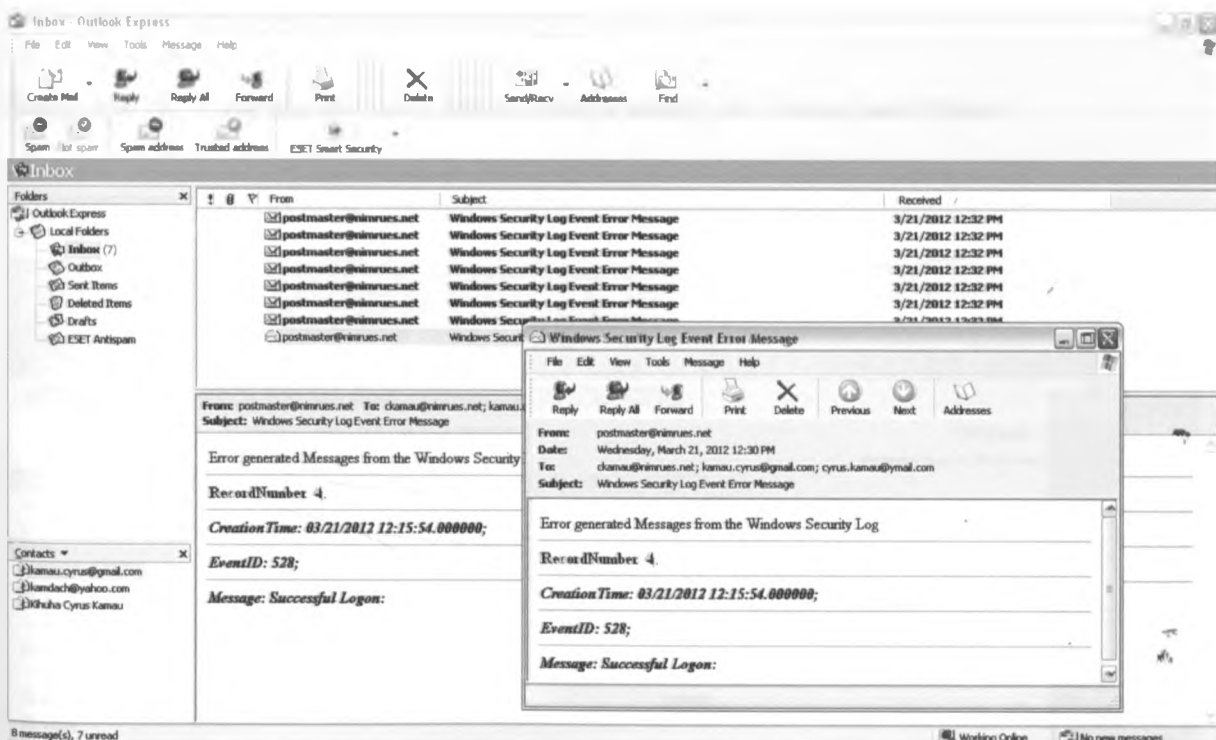 Inbox - Outlook Express
File Edit View Tools Message Help
Create Mail Reply Reply All Forward Print Delete Send/Recv Addresses Find
Spam Not spam Spam address Trusted address ESET Smart Security
Inbox
Folders
Outlook Express
Local Folders
Inbox (7)
Outbox
Sent Items
Deleted Items
Drafts
ESET Antispam
From Subject Received
postmaster@nimrues.net Windows Security Log Event Error Message 3/21/2012 12:32 PM
postmaster@nimrues.net Windows Security Log Event Error Message 3/21/2012 12:32 PM
postmaster@nimrues.net Windows Security Log Event Error Message 3/21/2012 12:32 PM
postmaster@nimrues.net Windows Security Log Event Error Message 3/21/2012 12:32 PM
postmaster@nimrues.net Windows Security Log Event Error Message 3/21/2012 12:32 PM
postmaster@nimrues.net Windows Security Log Event Error Message 3/21/2012 12:32 PM
postmaster@nimrues.net Windows Security Log Event Error Message
postmaster@nimrues.net Windows Securit
From: postmaster@nimrues.net To: ckamau@nimrues.net; kamau.
Subject: Windows Security Log Event Error Message
Error generated Messages from the Windows Security
RecordNumber 4.
CreationTime: 03/21/2012 12:15:54.000000;
EventID: 528;
Message: Successful Logon:
Contacts
kamau.cyrus@gmail.com
kamdach@yahoo.com
Kihuha Cyrus Kamau
Windows Security Log Event Error Message
File Edit View Tools Message Help
Reply Reply All Forward Print Delete Previous Next Addresses
From: postmaster@nimrues.net
Date: Wednesday, March 21, 2012 12:30 PM
To: ckamau@nimrues.net; kamau.cyrus@gmail.com; cyrus.kamau@ymail.com
Subject: Windows Security Log Event Error Message
Error generated Messages from the Windows Security Log
RecordNumber 4.
CreationTime: 03/21/2012 12:15:54.000000;
EventID: 528;
Message: Successful Logon:
8 message(s), 7 unread Working Online No new messages